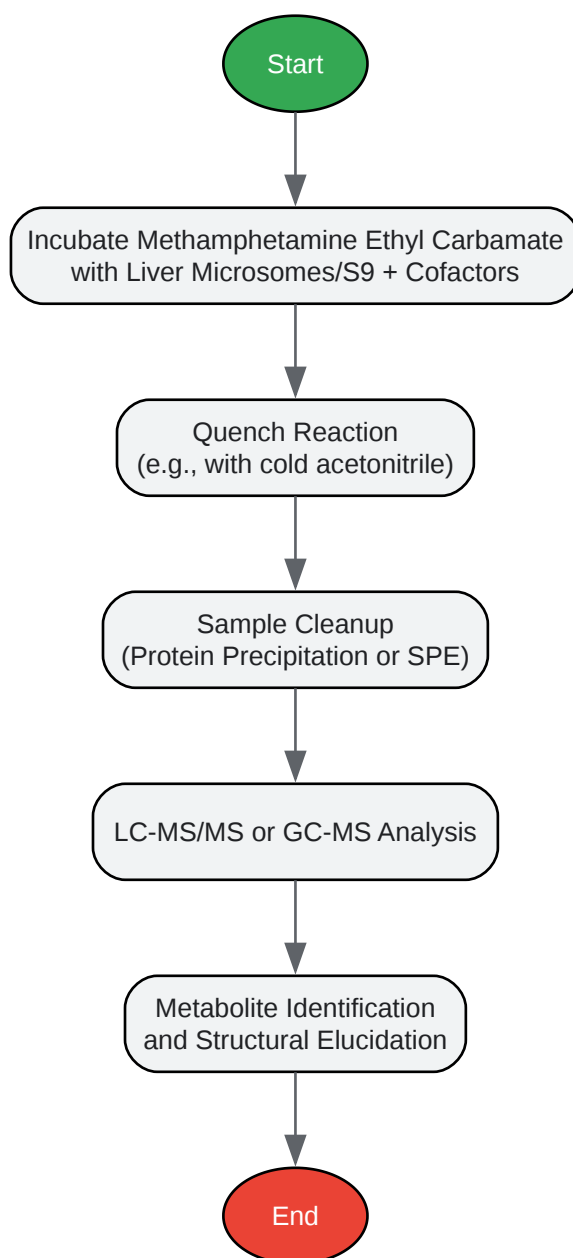 Start
Incubate Methamphetamine Ethyl Carbamate
with Liver Microsomes/S9 + Cofactors
Quench Reaction
(e.g., with cold acetonitrile)
Sample Cleanup
(Protein Precipitation or SPE)
LC-MS/MS or GC-MS Analysis
Metabolite Identification
and Structural Elucidation
End